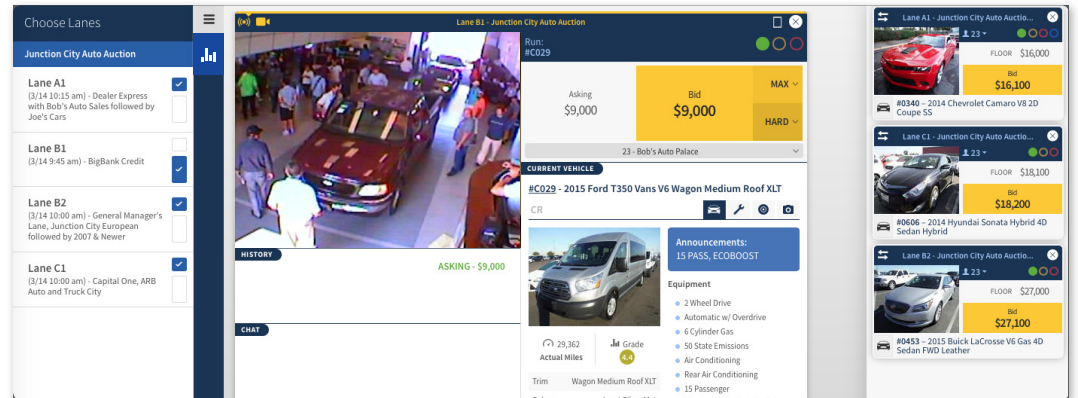 Choose Lanes
Junction City Auto Auction
Lane A1
(3/14 10:15 am) - Dealer Express
with Bob's Auto Sales followed by
Joe's Cars
Lane B1
(3/14 9:45 am) - BigBank Credit
Lane B2
(3/14 10:00 am) - General Manager's
Lane, Junction City European
followed by 2007 & Newer
Lane C1
(3/14 10:00 am) - Capital One, ARB
Auto and Truck City
Lane B1 - Junction City Auto Auction
HISTORY
ASKING - $9,000
CHAT
Run:
#C029
Asking
$9,000
Bid
$9,000
MAX
HARD
23 - Bob's Auto Palace
CURRENT VEHICLE
#C029 - 2015 Ford T350 Vans V6 Wagon Medium Roof XLT
CR
29,362
Actual Miles
Grade
4.4
Trim Wagon Medium Roof XLT
Announcements:
15 PASS, ECOBOOST
Equipment
2 Wheel Drive
Automatic w/ Overdrive
6 Cylinder Gas
50 State Emissions
Air Conditioning
Rear Air Conditioning
15 Passenger
Lane A1 - Junction City Auto Auctio...
23
FLOOR $16,000
Bid
$16,100
#0340 – 2014 Chevrolet Camaro V8 2D
Coupe SS
Lane C1 - Junction City Auto Auctio...
23
FLOOR $18,100
Bid
$18,200
#0606 – 2014 Hyundai Sonata Hybrid 4D
Sedan Hybrid
Lane B2 - Junction City Auto Auctio...
23
FLOOR $27,000
Bid
$27,100
#0453 – 2015 Buick LaCrosse V6 Gas 4D
Sedan FWD Leather